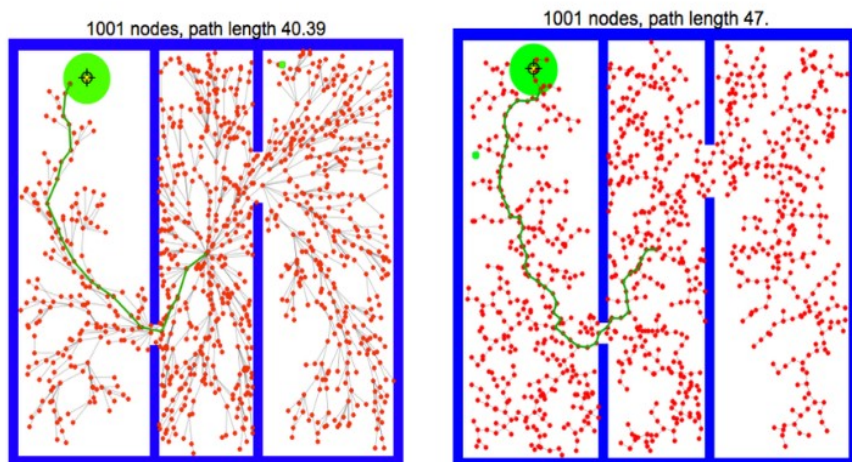 1001 nodes, path length 40.39
1001 nodes, path length 47.